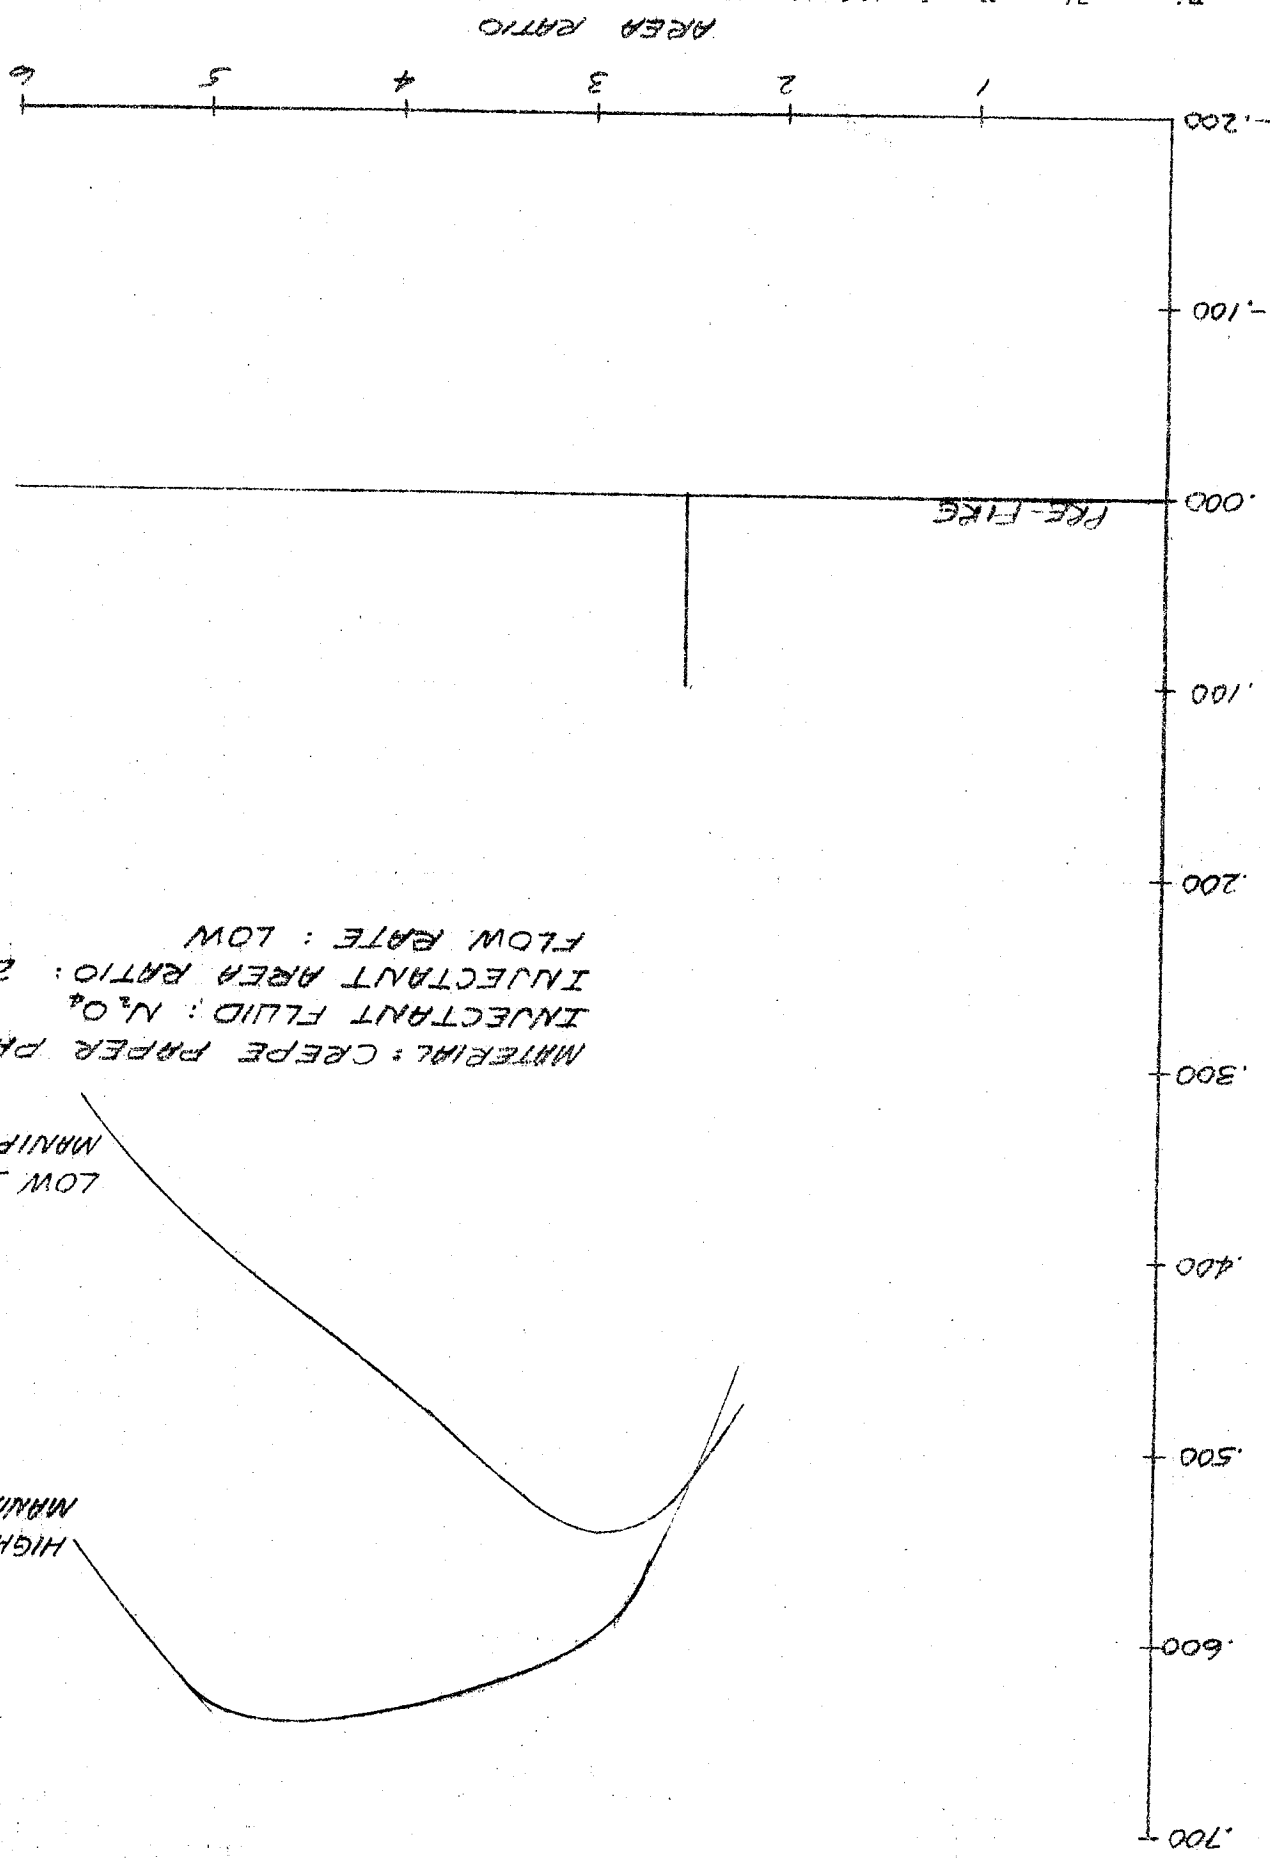 .700
.600
.500
.400
.300
.200
.100
.000
-.100
-.200
HIGH
LOW
MATERIAL: CREPE PAPER
INJECTANT FLUID: N₂O₄
INJECTANT AREA RATIO:
FLOW RATE: LOW
PRE-FIRE
1 2 3 4 5 6
AREA RATIO